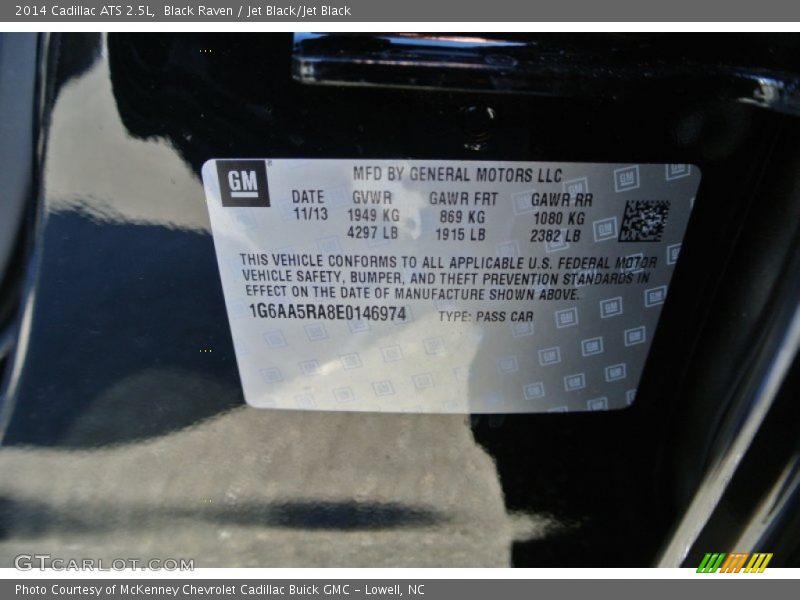 2014 Cadillac ATS 2.5L, Black Raven / Jet Black/Jet Black
GM
MFD BY GENERAL MOTORS LLC
DATE GVWR GAWR FRT GAWR RR
11/13 1949 KG 869 KG 1080 KG
4297 LB 1915 LB 2382 LB
THIS VEHICLE CONFORMS TO ALL APPLICABLE U.S. FEDERAL MOTOR
VEHICLE SAFETY, BUMPER, AND THEFT PREVENTION STANDARDS IN
EFFECT ON THE DATE OF MANUFACTURE SHOWN ABOVE.
1G6AA5RA8E0146974 TYPE: PASS CAR
GTCARLOT.COM
Photo Courtesy of McKenney Chevrolet Cadillac Buick GMC - Lowell, NC